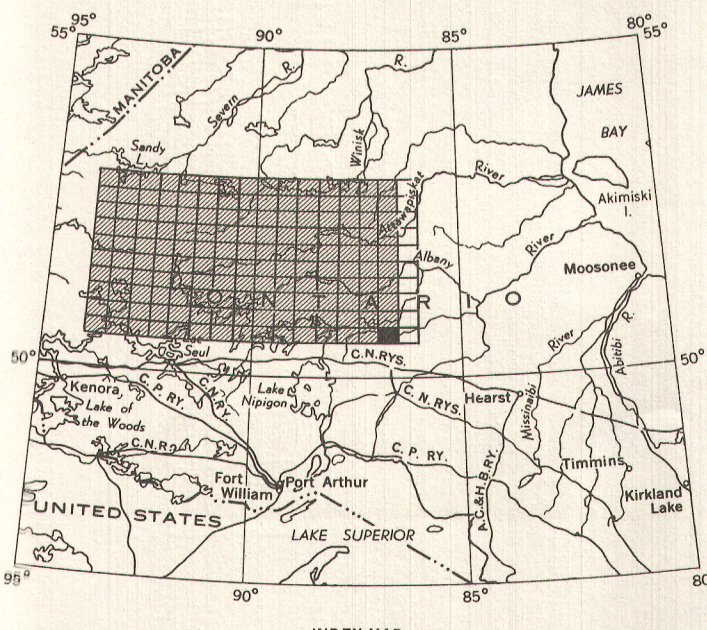 95° 90° 85° 80°
55° 55°
MANITOBA
R.
R.
Severn
Winisk
JAMES
BAY
Sandy
L.
River
Attawapiskat
Akimiski
I.
River
Albany
Moosonee
ONTARIO
Seul
C.N.RYS.
River
Abitibi
R.
50° 50°
Kenora
C. P. RY.
C.N.RY.
Lake
Nipigon
C. N. RYS.
Hearst
Missinaibi
Lake of
the Woods
C.N.R.
C. P. RY.
A.C.&H.B.RY.
Timmins
Fort
William
Port Arthur
Kirkland
Lake
UNITED STATES
LAKE SUPERIOR
95° 90° 85° 80